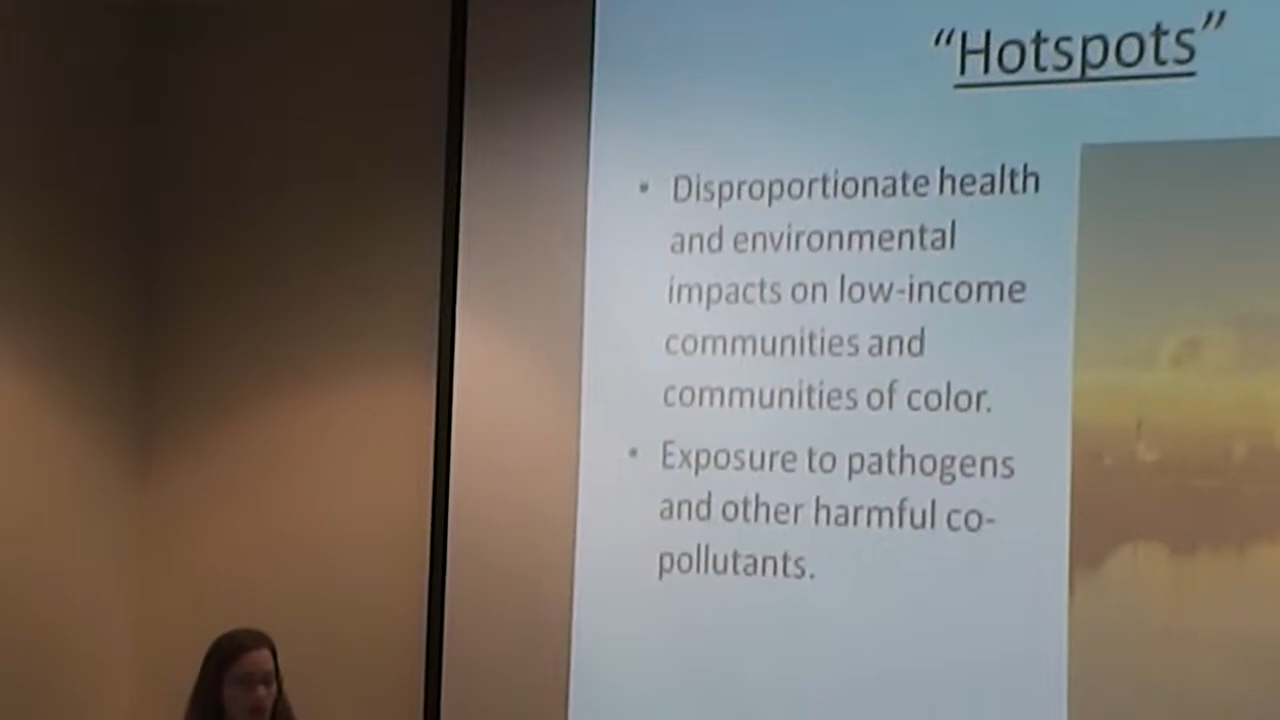 “Hotspots”
• Disproportionate health
and environmental
impacts on low-income
communities and
communities of color.
• Exposure to pathogens
and other harmful co-
pollutants.